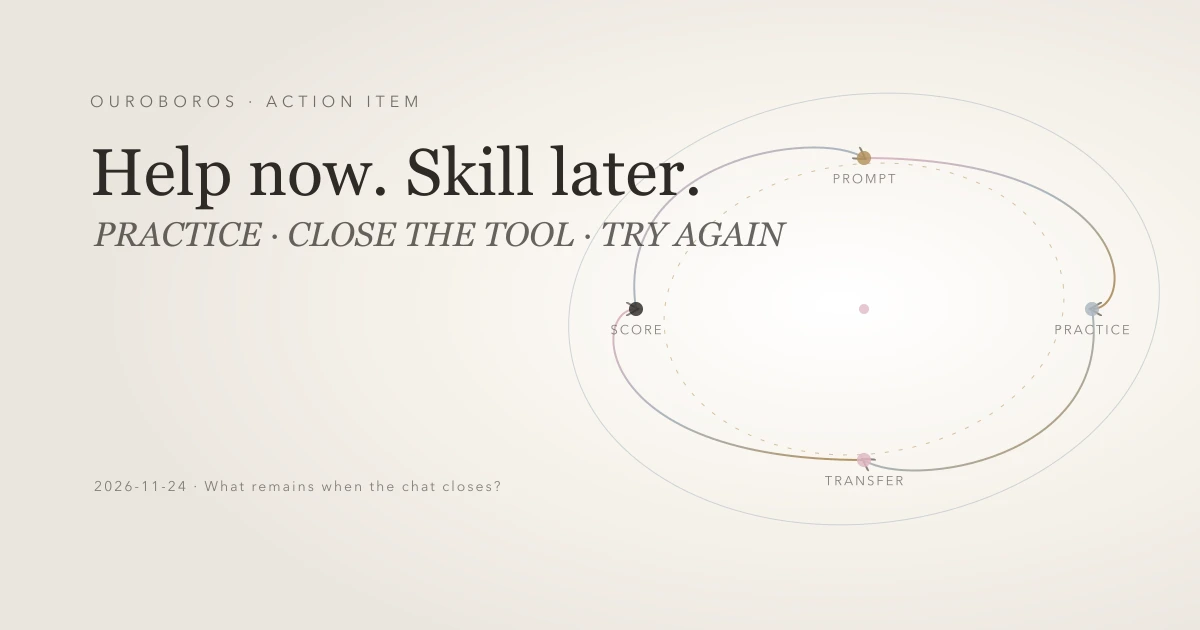 OUROBOROS · ACTION ITEM
Help now. Skill later.
PRACTICE · CLOSE THE TOOL · TRY AGAIN
PROMPT
SCORE
PRACTICE
TRANSFER
2026-11-24 · What remains when the chat closes?